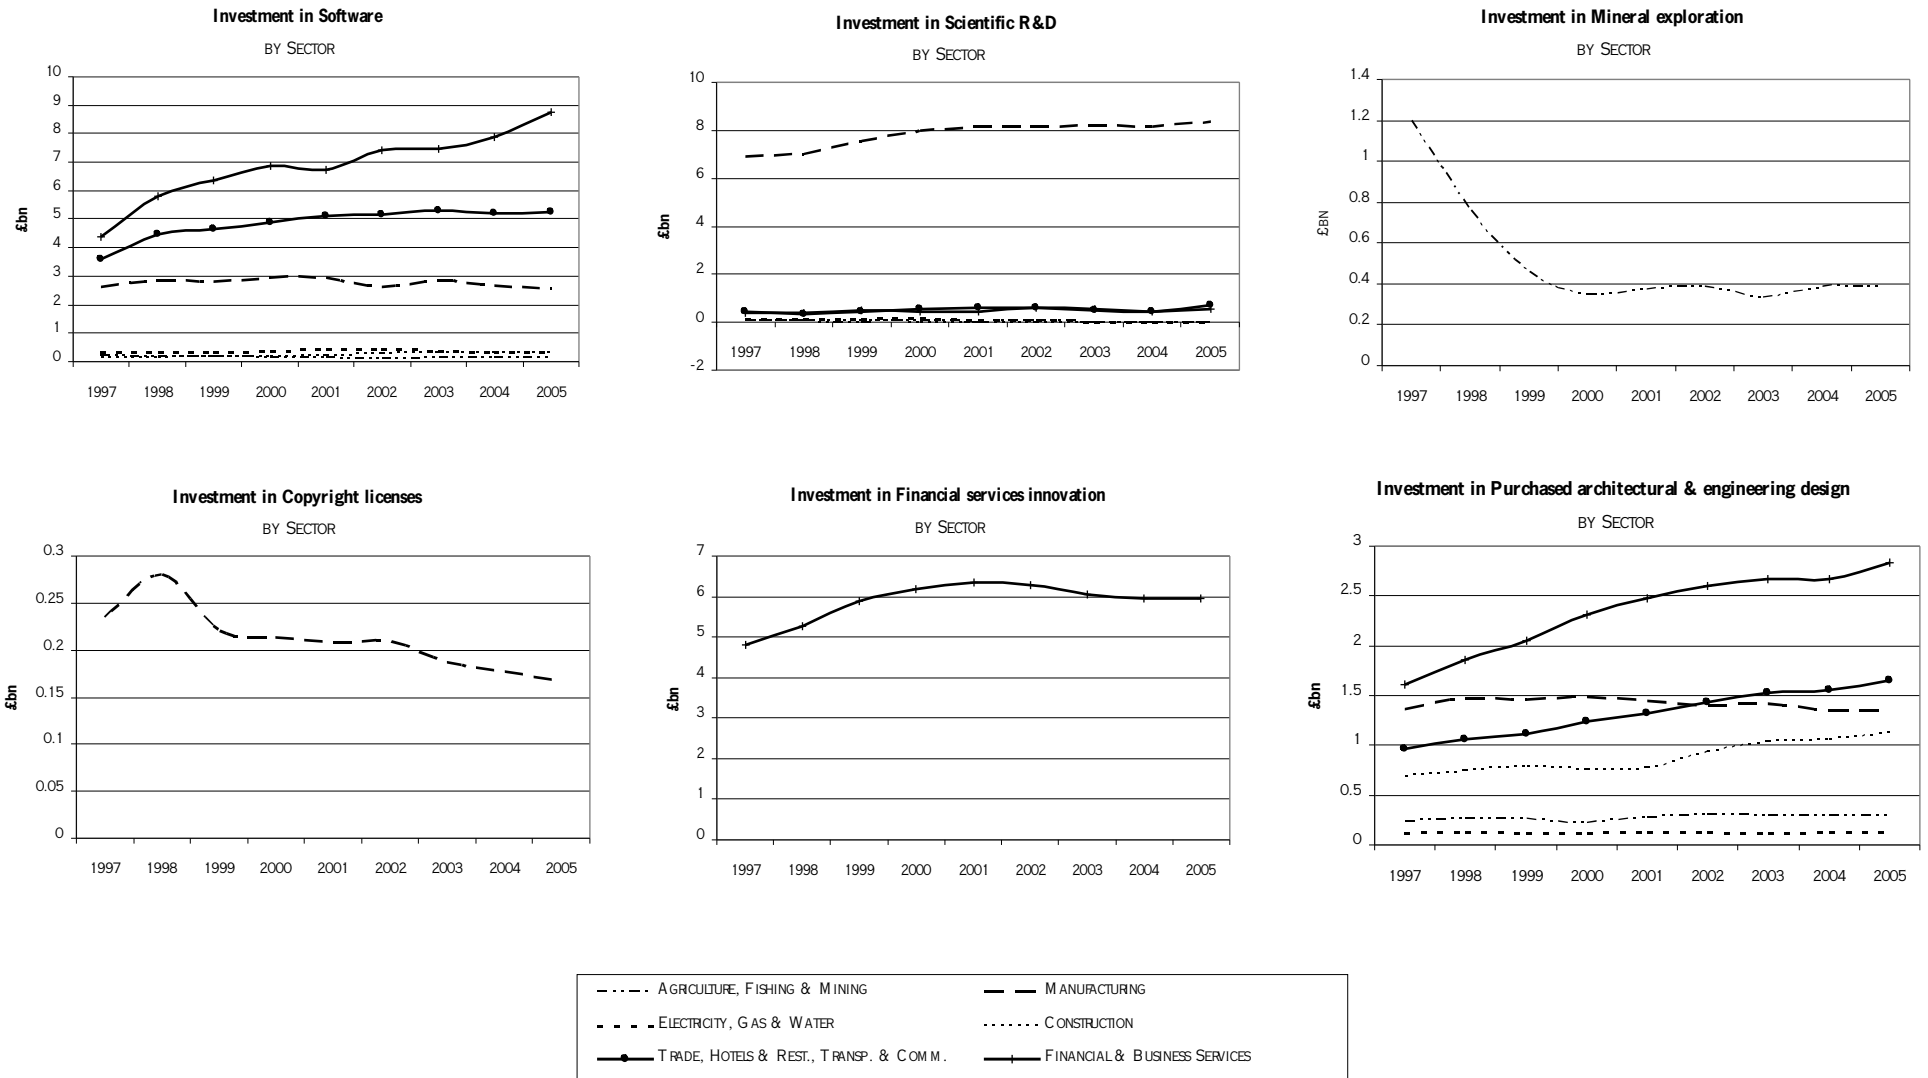 Investment in Software
BY SECTOR
10
9
8
7
6
5
4
3
2
1
0
£bn
1997 1998 1999 2000 2001 2002 2003 2004 2005
Investment in Scientific R&D
BY SECTOR
10
8
6
4
2
0
-2
£bn
1997 1998 1999 2000 2001 2002 2003 2004 2005
Investment in Mineral exploration
BY SECTOR
1.4
1.2
1
0.8
0.6
0.4
0.2
0
£BN
1997 1998 1999 2000 2001 2002 2003 2004 2005
Investment in Copyright licenses
BY SECTOR
0.3
0.25
0.2
0.15
0.1
0.05
0
£bn
1997 1998 1999 2000 2001 2002 2003 2004 2005
Investment in Financial services innovation
BY SECTOR
7
6
5
4
3
2
1
0
£bn
1997 1998 1999 2000 2001 2002 2003 2004 2005
Investment in Purchased architectural & engineering design
BY SECTOR
3
2.5
2
1.5
1
0.5
0
£bn
1997 1998 1999 2000 2001 2002 2003 2004 2005
AGRICULTURE, FISHING & MINING
MANUFACTURING
ELECTRICITY, GAS & WATER
CONSTRUCTION
TRADE, HOTELS & REST., TRANSP. & COMM.
FINANCIAL & BUSINESS SERVICES